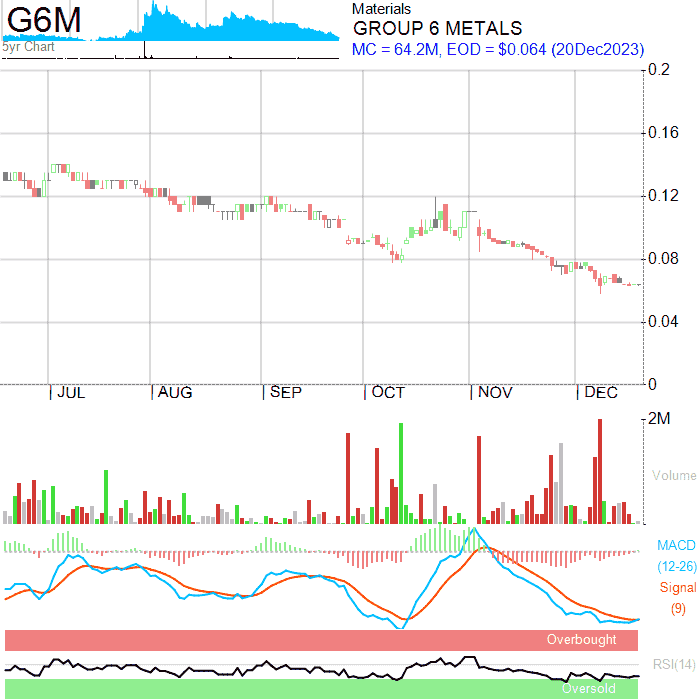 G6M
5yr Chart
Materials
GROUP 6 METALS
MC = 64.2M, EOD = $0.064 (20Dec2023)
0.2
0.16
0.12
0.08
0.04
0
JUL AUG SEP OCT NOV DEC
2M
Volume
MACD
(12-26)
Signal
(9)
Overbought
RSI(14)
Oversold